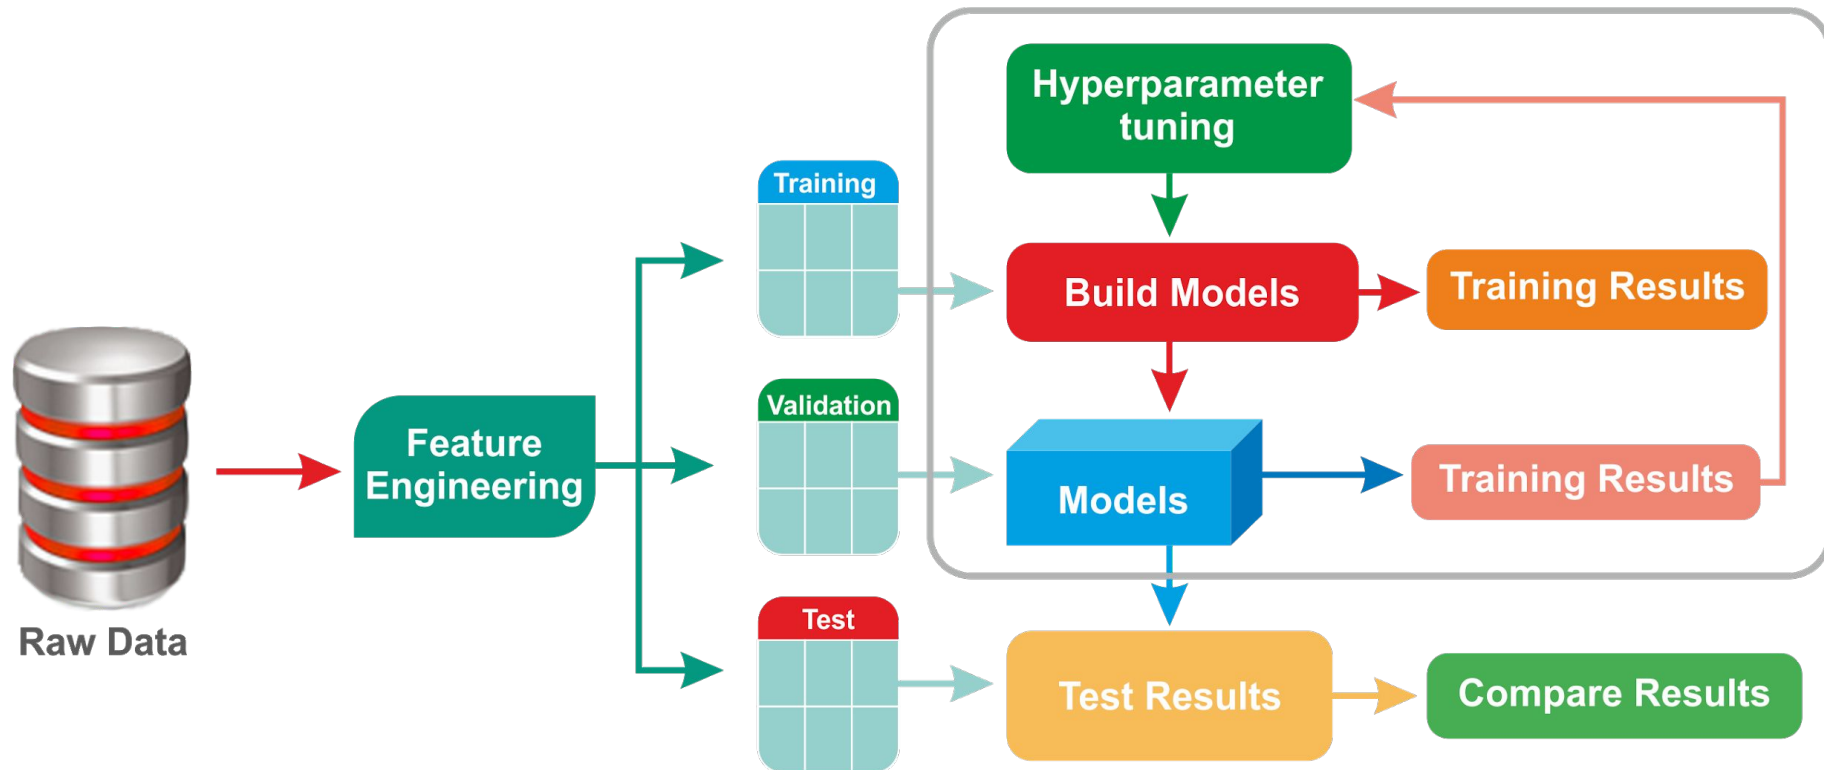 Hyperparameter
tuning
Training
Build Models
Training Results
Validation
Feature
Engineering
Models
Training Results
Raw Data
Test
Test Results
Compare Results